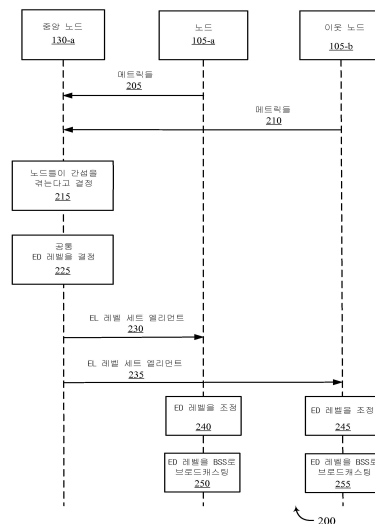 중앙 노드
130-a
노드
105-a
이웃 노드
105-b
메트릭들
205
메트릭들
210
노드들이 간섭을
겪는다고 결정
215
공통
ED 레벨을 결정
225
EL 레벨 세트 엘리먼트
230
EL 레벨 세트 엘리먼트
235
ED 레벨을 조정
240
ED 레벨을 조정
245
ED 레벨을 BSS로
브로드캐스팅
250
ED 레벨을 BSS로
브로드캐스팅
255
200